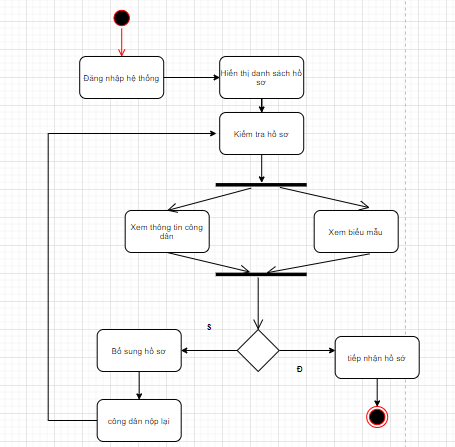 Đăng nhập hệ thống
Hiển thị danh sách hồ
sơ
Kiểm tra hồ sơ
Xem thông tin công
dân
Xem biểu mẫu
S
Bổ sung hồ sơ
tiếp nhận hồ sơ
Đ
công dân nộp lại